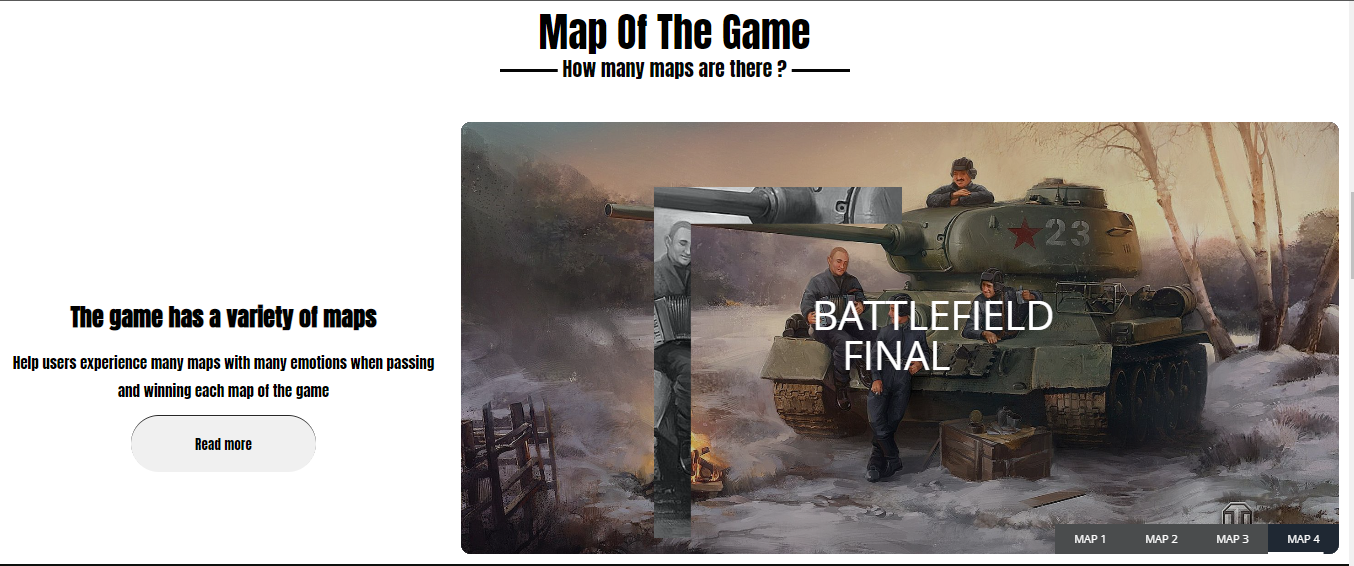 Map Of The Game
How many maps are there ?
The game has a variety of maps
Help users experience many maps with many emotions when passing
and winning each map of the game
Read more
23
BATTLEFIELD
FINAL
MAP 1
MAP 2
MAP 3
MAP 4